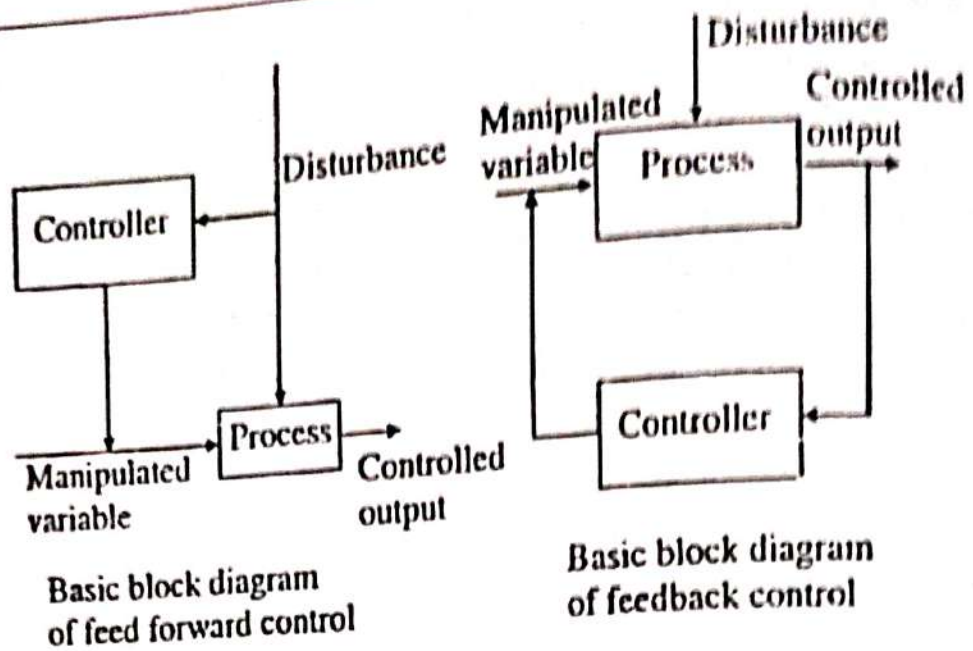 Disturbance
Controller
Process
Manipulated
variable
Controlled
output
Basic block diagram
of feed forward control
Disturbance
Manipulated
variable
Process
Controlled
output
Controller
Basic block diagram
of feedback control